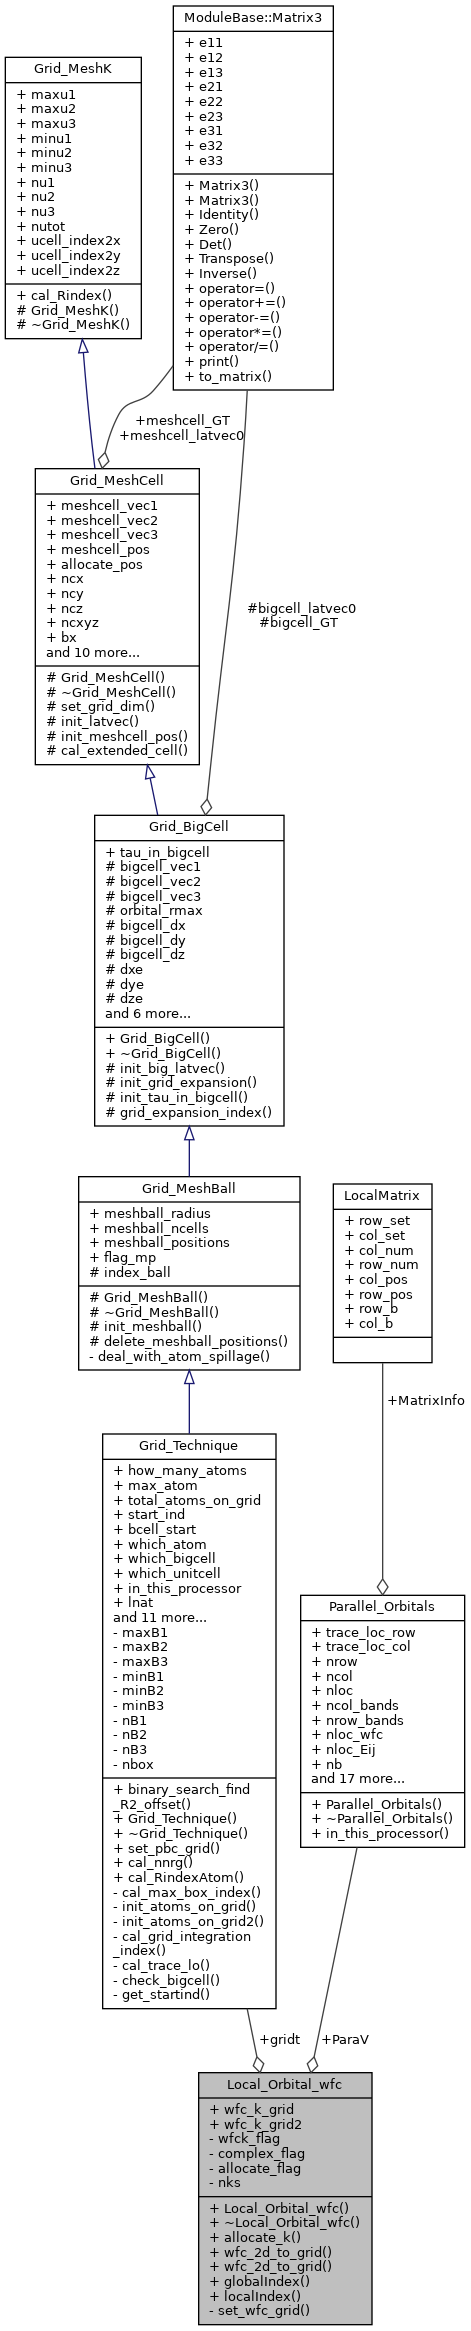 ModuleBase::Matrix3
+ e11
+ e12
+ e13
+ e21
+ e22
+ e23
+ e31
+ e32
+ e33
+ Matrix3()
+ Matrix3()
+ Identity()
+ Zero()
+ Det()
+ Transpose()
+ Inverse()
+ operator=()
+ operator+=()
+ operator-=()
+ operator*=()
+ operator/=()
+ print()
+ to_matrix()
Grid_MeshK
+ maxu1
+ maxu2
+ maxu3
+ minu1
+ minu2
+ minu3
+ nu1
+ nu2
+ nu3
+ nutot
+ ucell_index2x
+ ucell_index2y
+ ucell_index2z
+ cal_Rindex()
# Grid_MeshK()
# ~Grid_MeshK()
+meshcell_GT
+meshcell_latvec0
Grid_MeshCell
+ meshcell_vec1
+ meshcell_vec2
+ meshcell_vec3
+ meshcell_pos
+ allocate_pos
+ ncx
+ ncy
+ ncz
+ ncxyz
+ bx
and 10 more...
# Grid_MeshCell()
# ~Grid_MeshCell()
# set_grid_dim()
# init_latvec()
# init_meshcell_pos()
# cal_extended_cell()
#bigcell_latvec0
#bigcell_GT
Grid_BigCell
+ tau_in_bigcell
# bigcell_vec1
# bigcell_vec2
# bigcell_vec3
# orbital_rmax
# bigcell_dx
# bigcell_dy
# bigcell_dz
# dxe
# dye
# dze
and 6 more...
+ Grid_BigCell()
+ ~Grid_BigCell()
# init_big_latvec()
# init_grid_expansion()
# init_tau_in_bigcell()
# grid_expansion_index()
Grid_MeshBall
+ meshball_radius
+ meshball_ncells
+ meshball_positions
+ flag_mp
# index_ball
# Grid_MeshBall()
# ~Grid_MeshBall()
# init_meshball()
# delete_meshball_positions()
- deal_with_atom_spillage()
LocalMatrix
+ row_set
+ col_set
+ col_num
+ row_num
+ col_pos
+ row_pos
+ row_b
+ col_b
+MatrixInfo
Grid_Technique
+ how_many_atoms
+ max_atom
+ total_atoms_on_grid
+ start_ind
+ bcell_start
+ which_atom
+ which_bigcell
+ which_unitcell
+ in_this_processor
+ lnat
and 11 more...
- maxB1
- maxB2
- maxB3
- minB1
- minB2
- minB3
- nB1
- nB2
- nB3
- nbox
+ binary_search_find
_R2_offset()
+ Grid_Technique()
+ ~Grid_Technique()
+ set_pbc_grid()
+ cal_nnrg()
+ cal_RindexAtom()
- cal_max_box_index()
- init_atoms_on_grid()
- init_atoms_on_grid2()
- cal_grid_integration
_index()
- cal_trace_lo()
- check_bigcell()
- get_startind()
Parallel_Orbitals
+ trace_loc_row
+ trace_loc_col
+ nrow
+ ncol
+ nloc
+ ncol_bands
+ nrow_bands
+ nloc_wfc
+ nloc_Eij
+ nb
and 17 more...
+ Parallel_Orbitals()
+ ~Parallel_Orbitals()
+ in_this_processor()
+gridt
+ParaV
Local_Orbital_wfc
+ wfc_k_grid
+ wfc_k_grid2
- wfck_flag
- complex_flag
- allocate_flag
- nks
+ Local_Orbital_wfc()
+ ~Local_Orbital_wfc()
+ allocate_k()
+ wfc_2d_to_grid()
+ wfc_2d_to_grid()
+ globalIndex()
+ localIndex()
- set_wfc_grid()